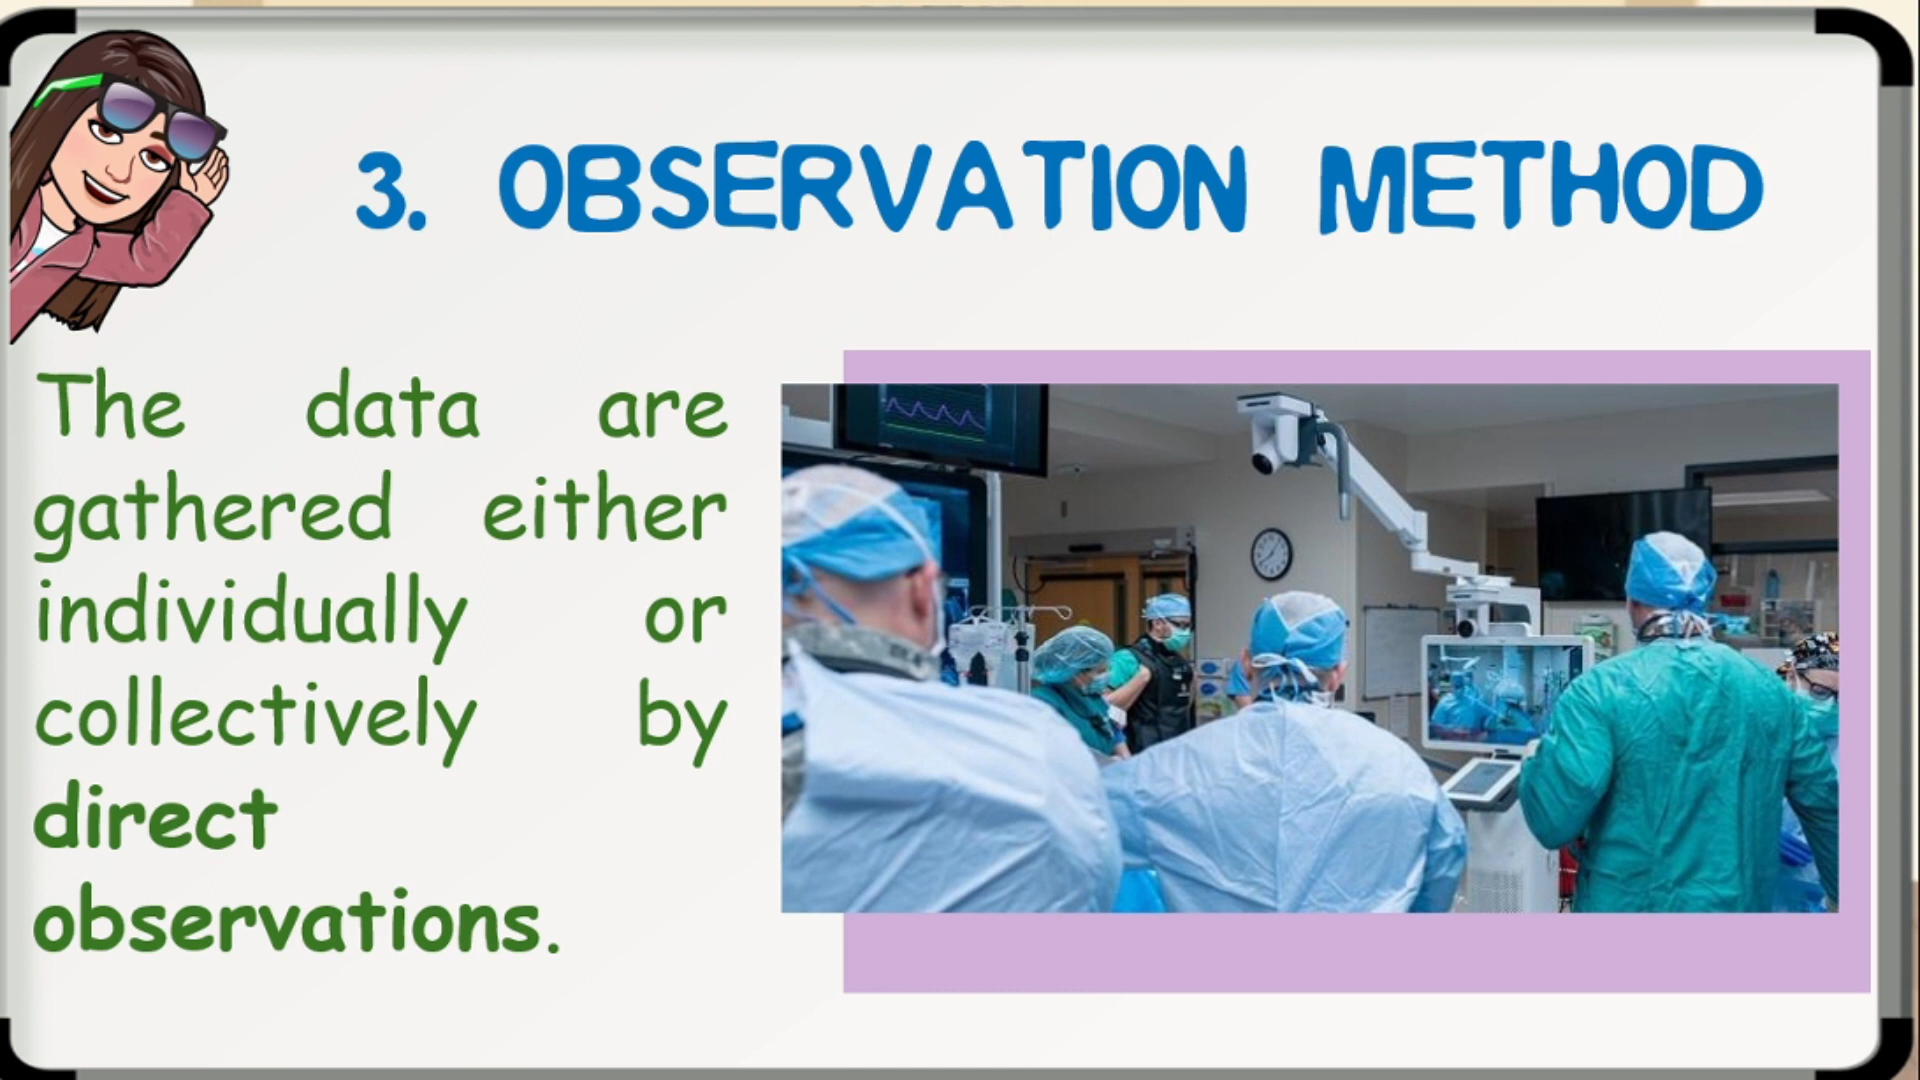 3. OBSERVATION METHOD
The data are
gathered either
individually or
collectively by
direct
observations.